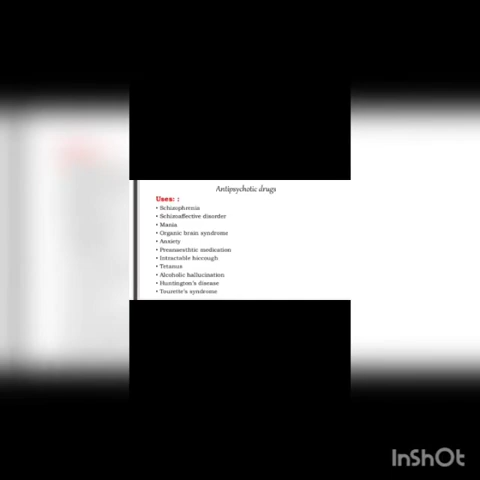 Antipsychotic drugs
Uses: :
• Schizophrenia
• Schizoaffective disorder
• Mania
• Organic brain syndrome
• Anxiety
• Preanaesthtic medication
• Intractable hiccough
• Tetanus
• Alcoholic hallucination
• Huntington's disease
• Tourette's syndrome
InShOt